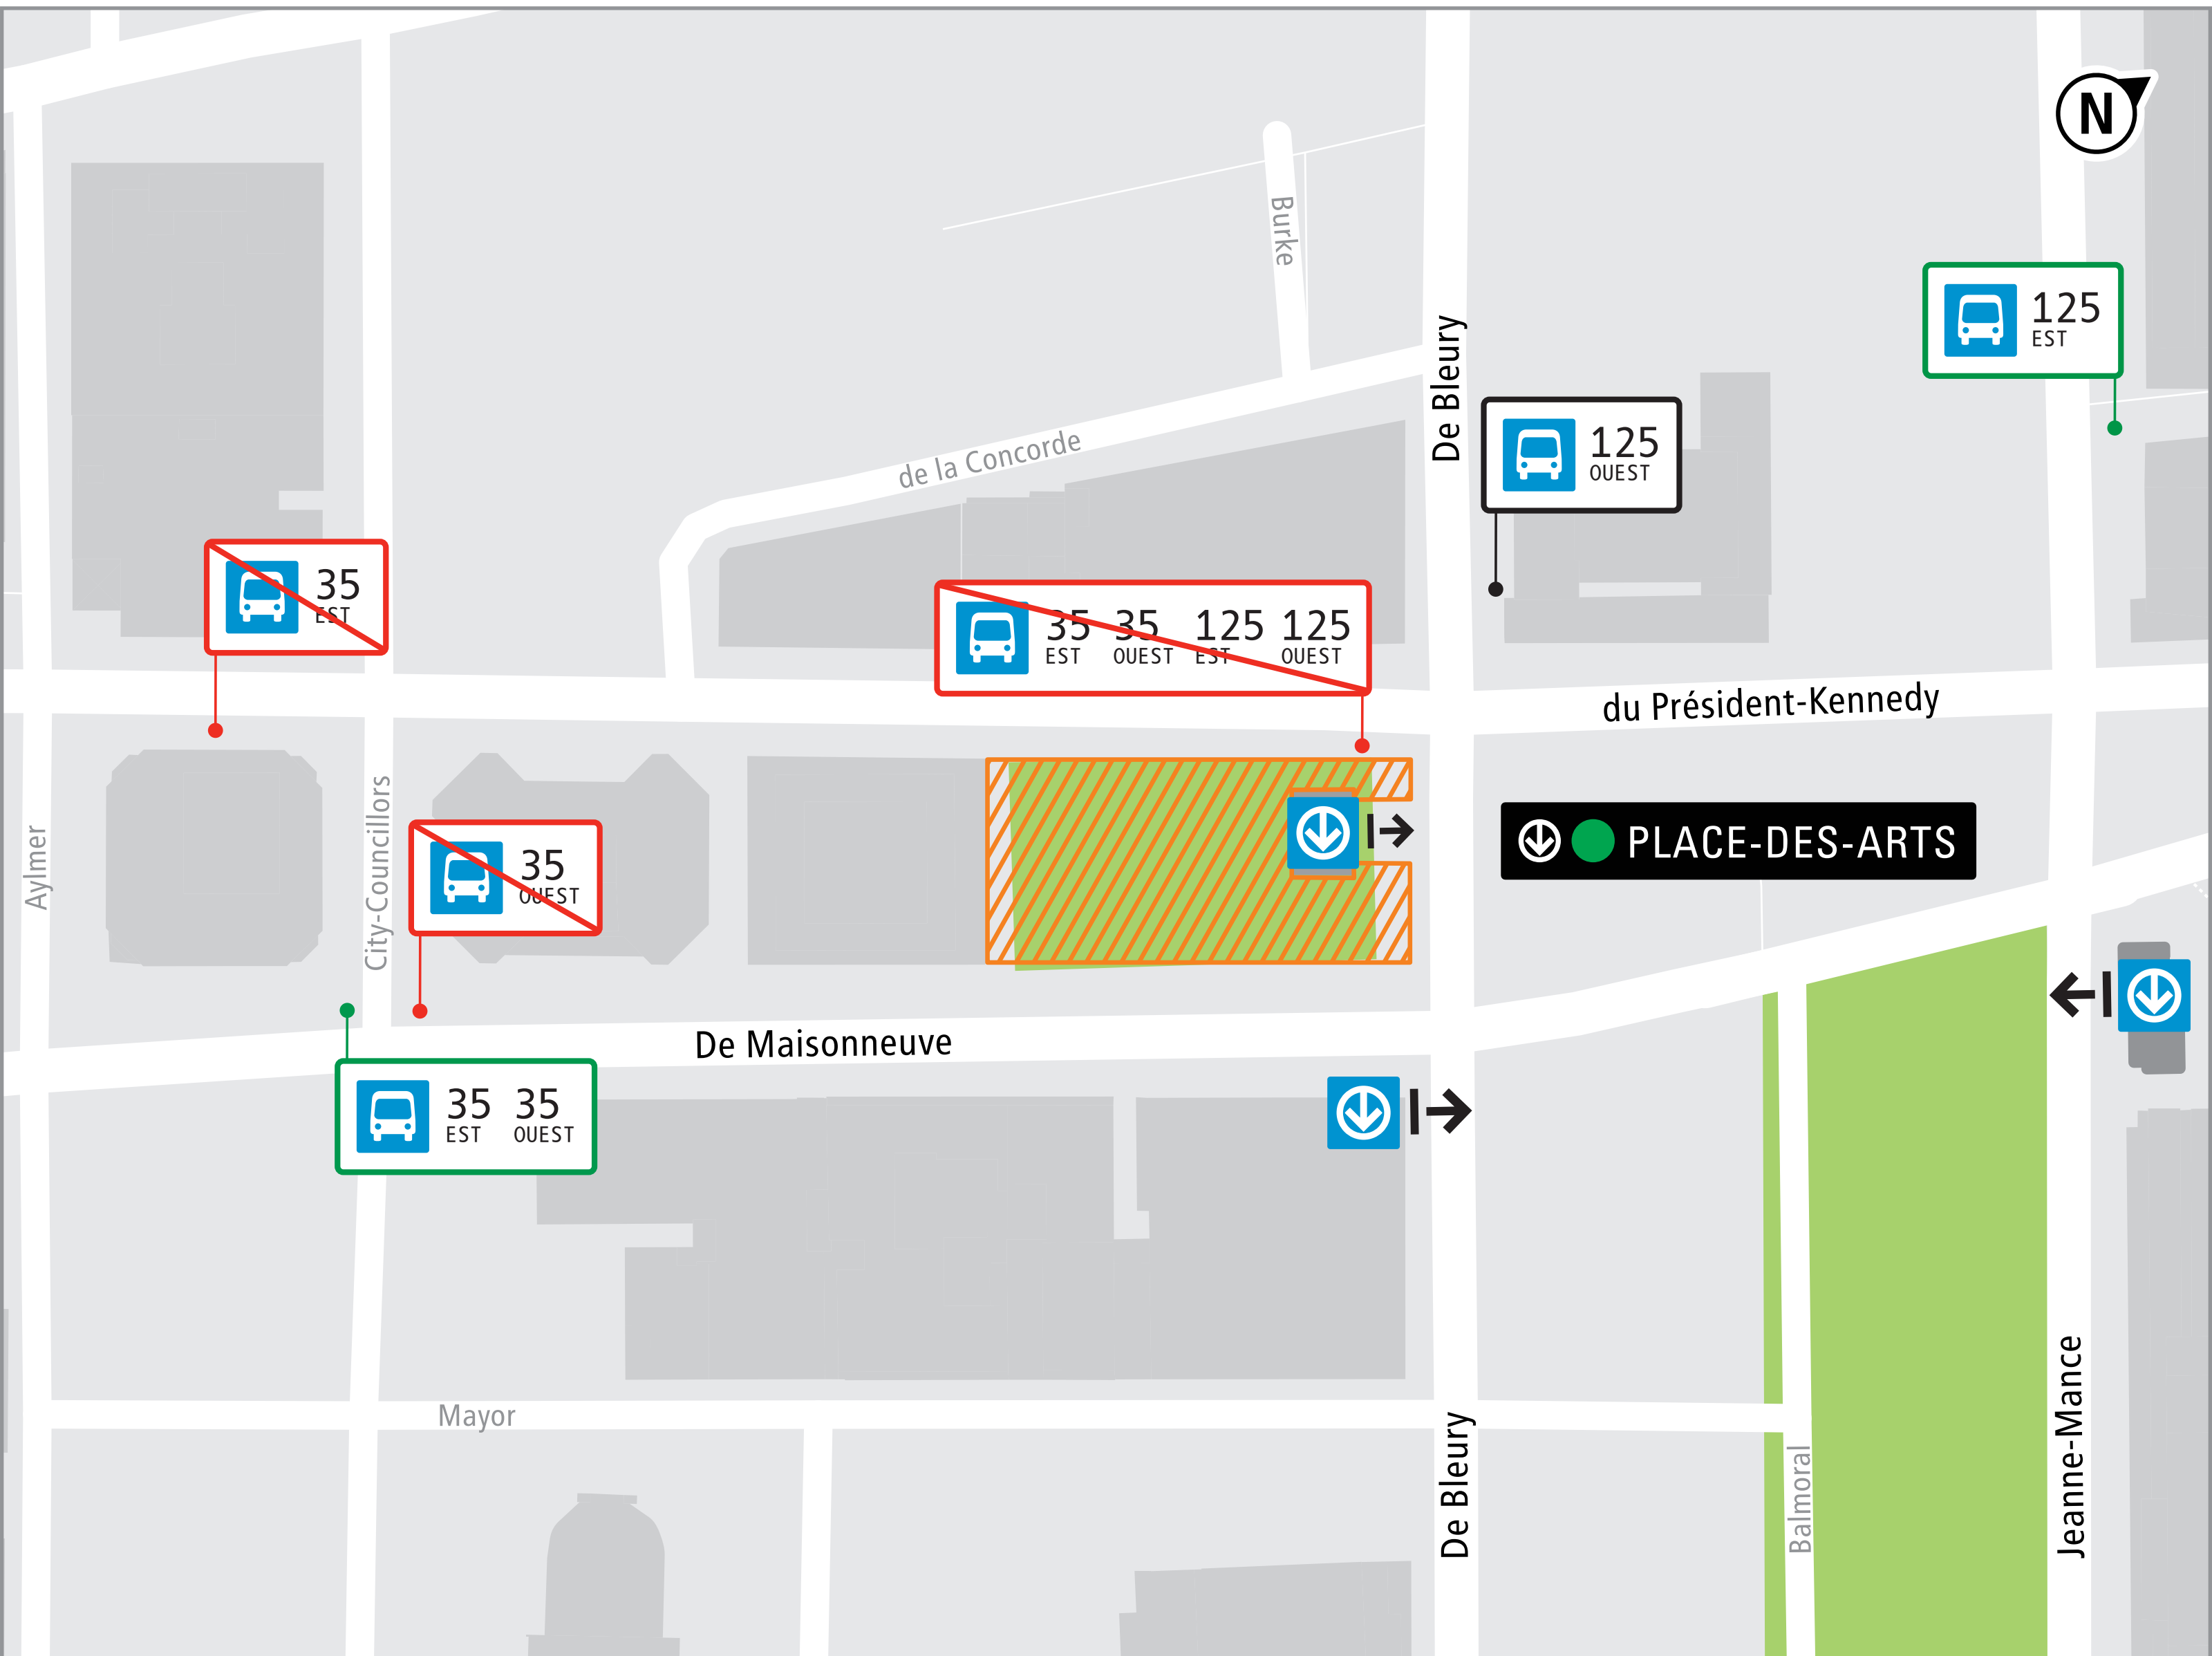 N
Burke
De Bleury
125
EST
125
OUEST
de la Concorde
35
EST
35 35 125 125
EST OUEST EST OUEST
du Président-Kennedy
Aylmer
City-Councillors
35
OUEST
PLACE-DES-ARTS
De Maisonneuve
35 35
EST OUEST
Mayor
De Bleury
Balmoral
Jeanne-Mance